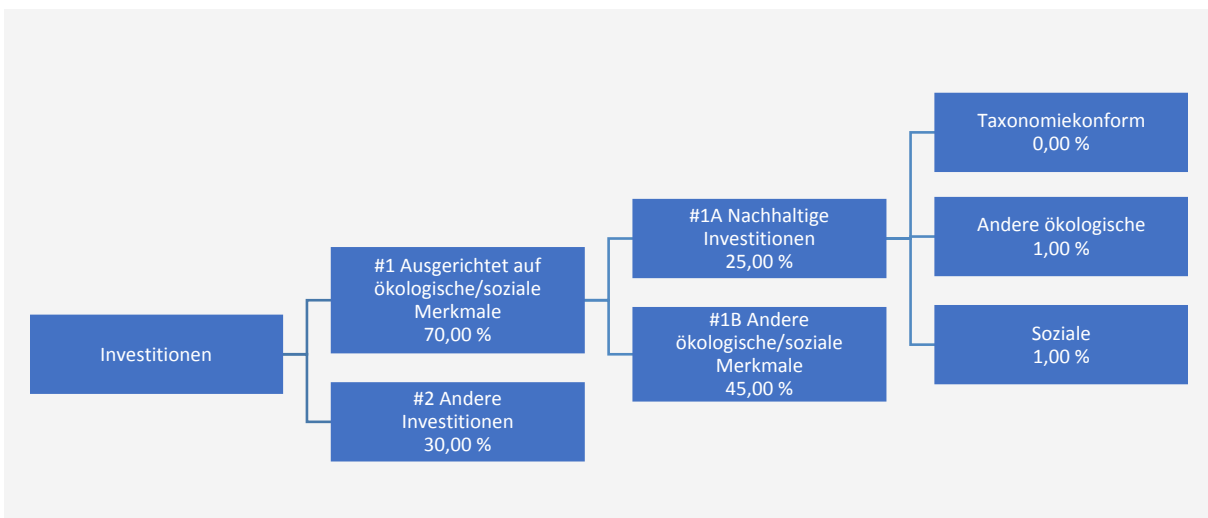 Investitionen
#1 Ausgerichtet auf
ökologische/soziale
Merkmale
70,00 %
#2 Andere
Investitionen
30,00 %
#1A Nachhaltige
Investitionen
25,00 %
#1B Andere
ökologische/soziale
Merkmale
45,00 %
Taxonomiekonform
0,00 %
Andere ökologische
1,00 %
Soziale
1,00 %